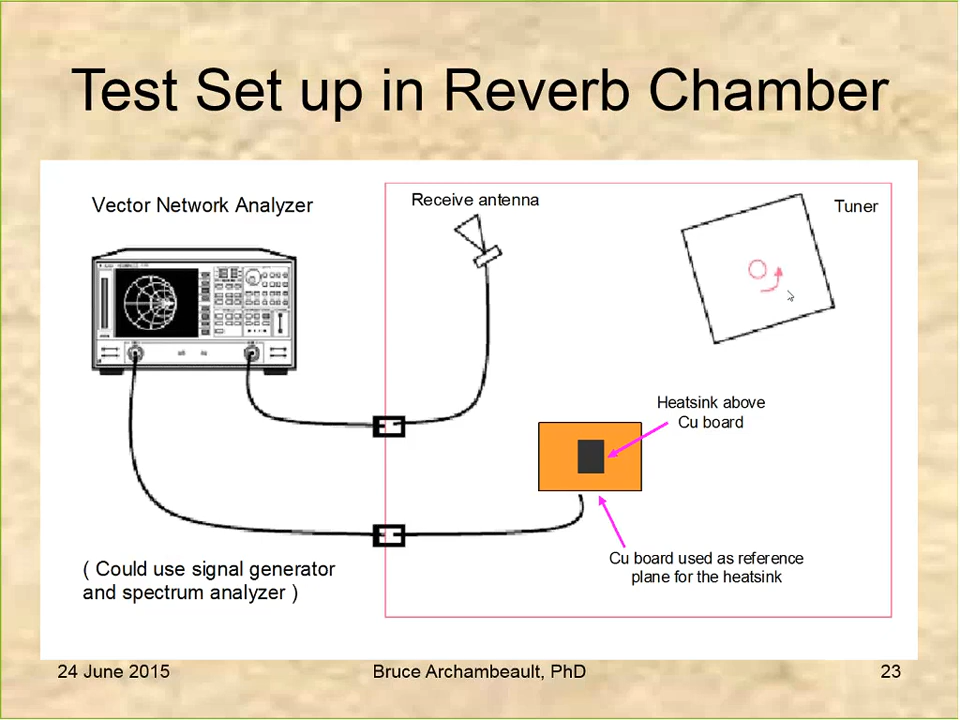 Test Set up in Reverb Chamber
Vector Network Analyzer
Receive antenna
Tuner
Heatsink above
Cu board
Cu board used as reference
plane for the heatsink
( Could use signal generator
and spectrum analyzer )
24 June 2015
Bruce Archambeault, PhD
23